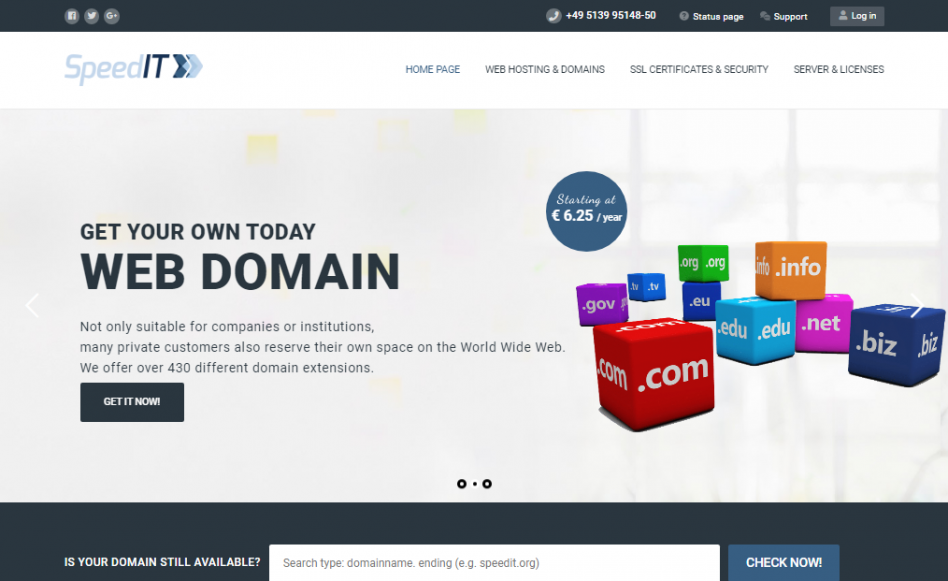 +49 5139 95148-50 Status page Support Log in
SpeedIT
HOME PAGE WEB HOSTING & DOMAINS SSL CERTIFICATES & SECURITY SERVER & LICENSES
Starting at
€ 6.25 / year
GET YOUR OWN TODAY
WEB DOMAIN
Not only suitable for companies or institutions,
many private customers also reserve their own space on the World Wide Web.
We offer over 430 different domain extensions.
GET IT NOW!
.org .org
.info .info
.tv .tv
.gov
.eu
.edu .edu
.net
.com
.com .com
.biz .biz
IS YOUR DOMAIN STILL AVAILABLE? Search type: domainname. ending (e.g. speedit.org) CHECK NOW!